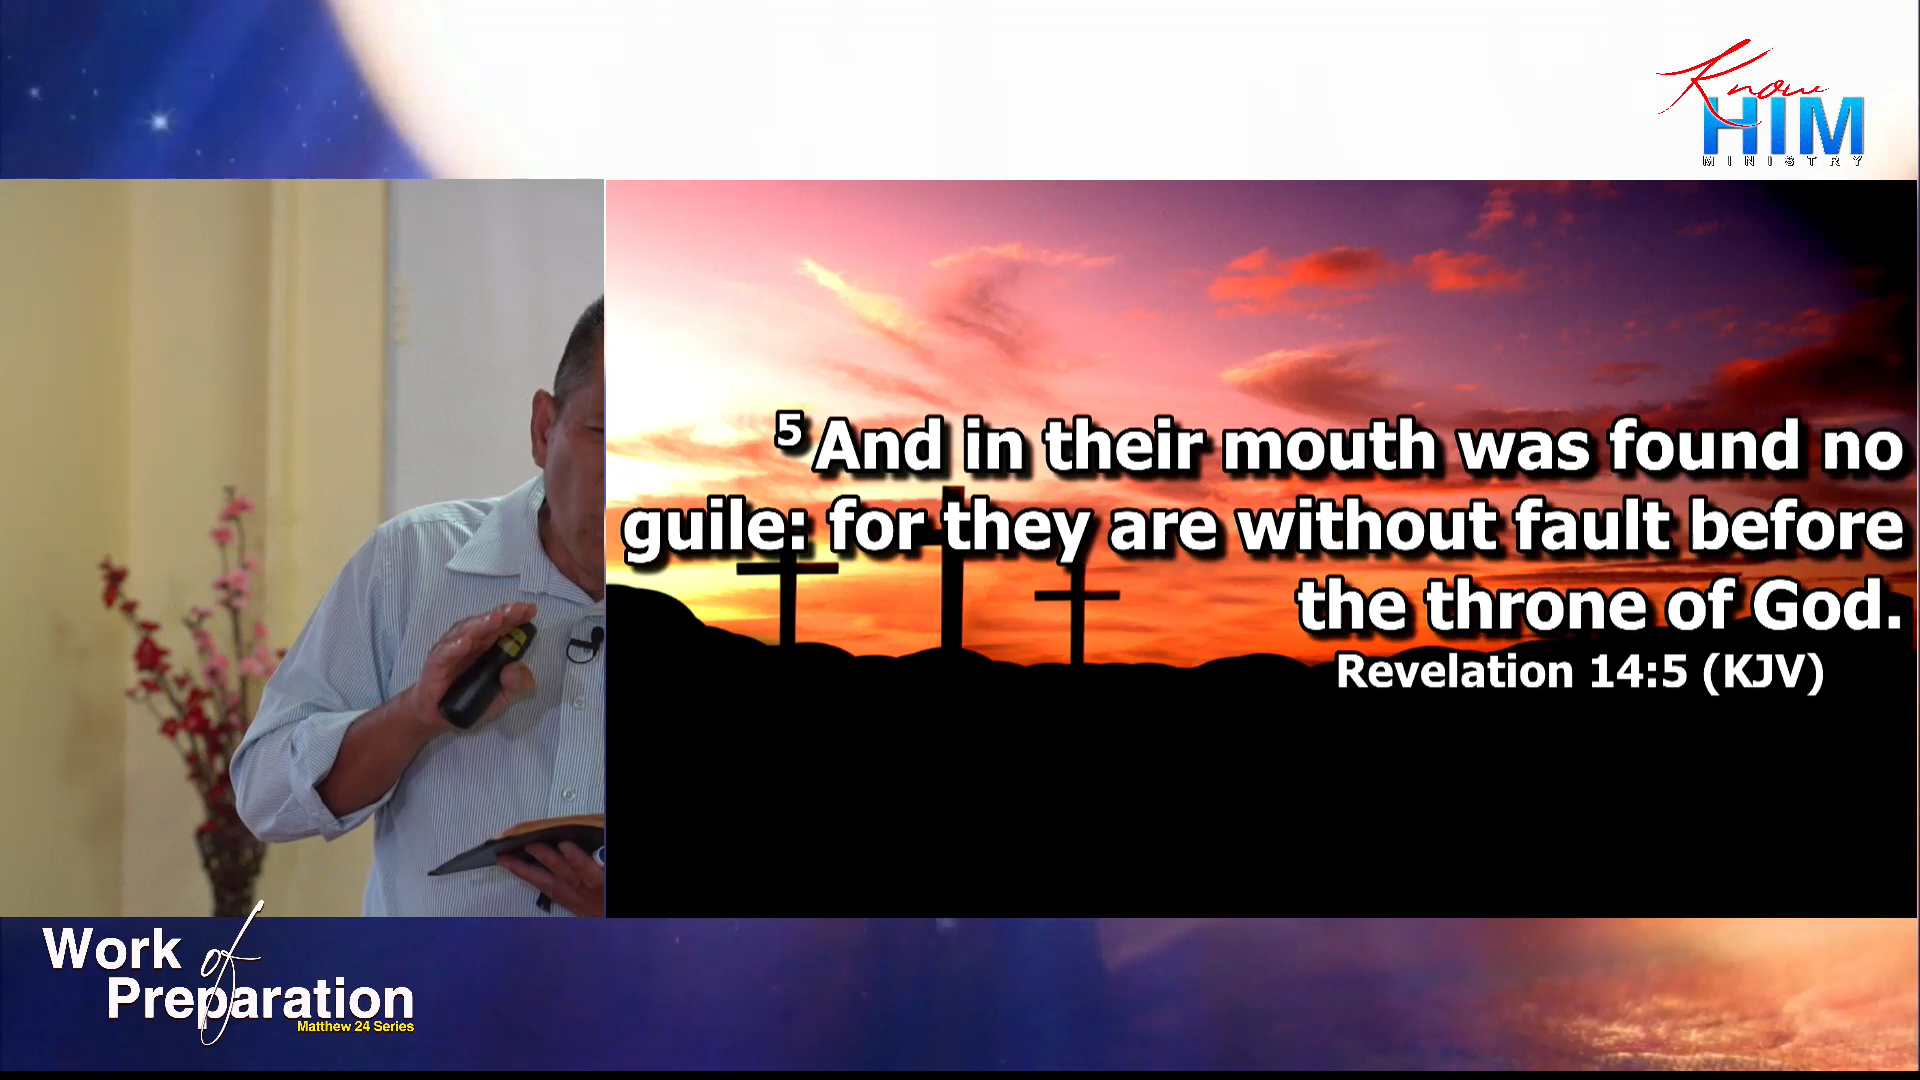 Know
HIM
MINISTRY
5 And in their mouth was found no
guile: for they are without fault before
the throne of God.
Revelation 14:5 (KJV)
Work of
Preparation
Matthew 24 Series